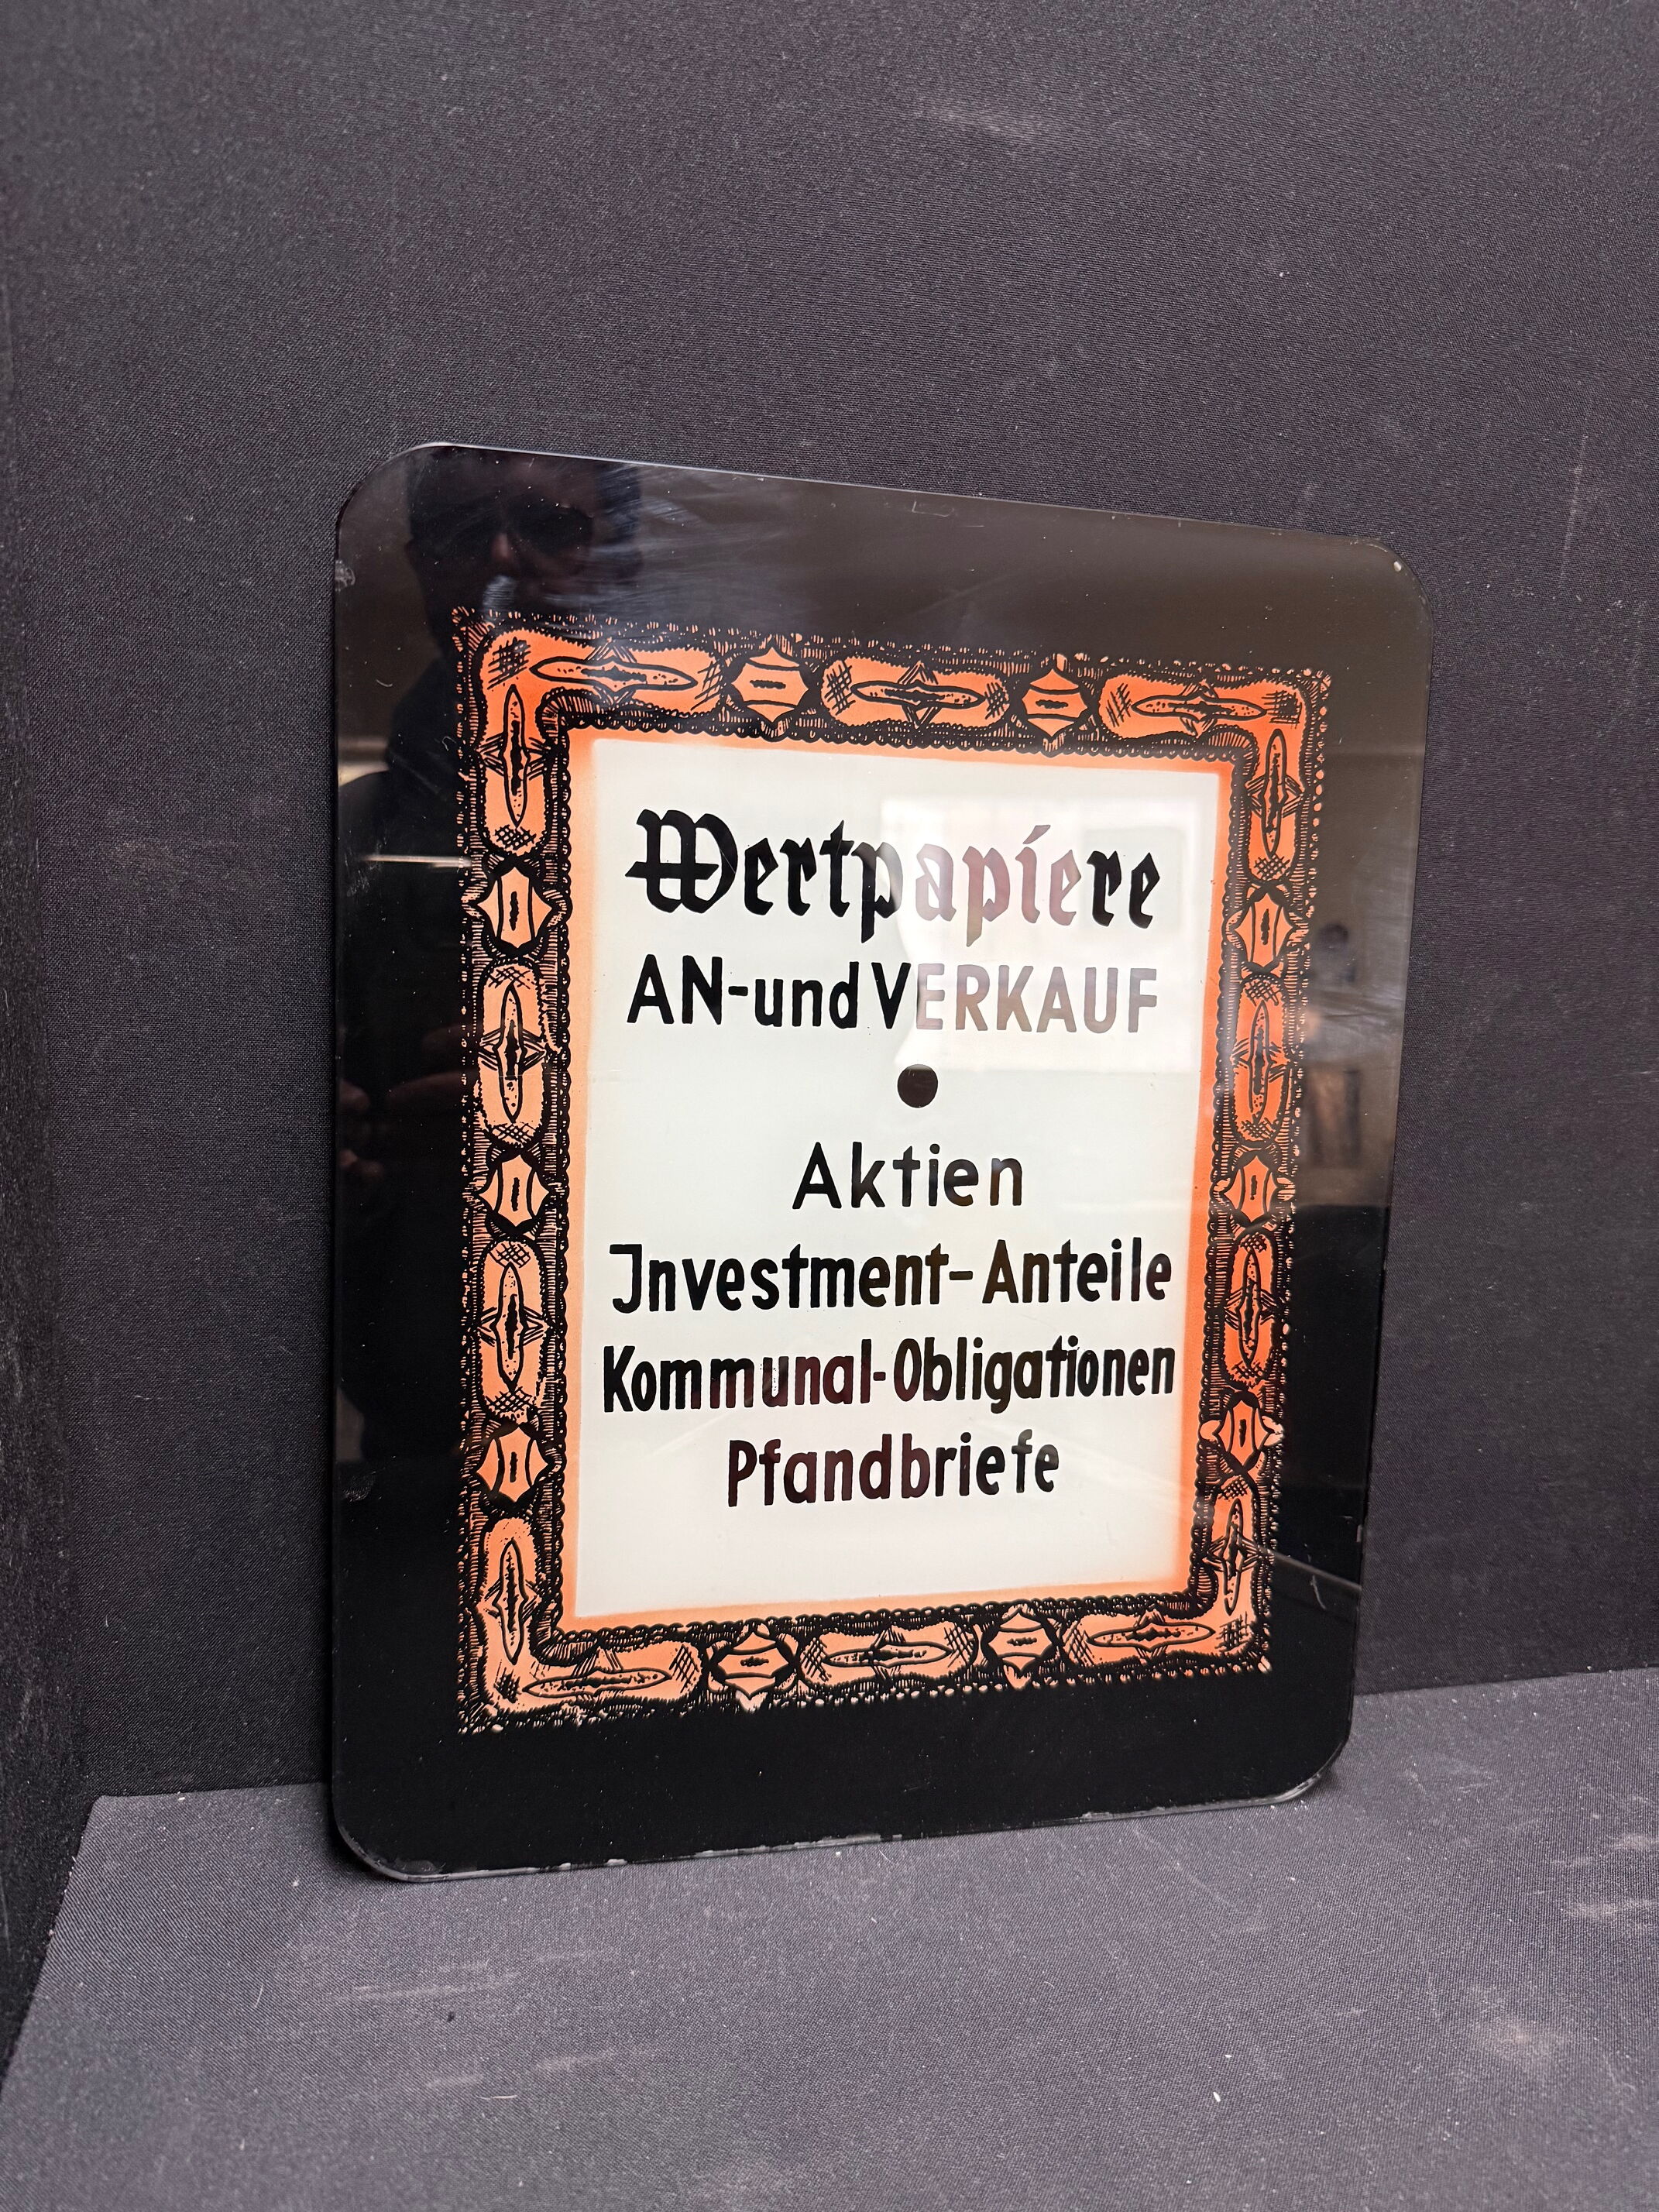 Wertpapiere
AN-und VERKAUF
Aktien
Jnvestment-Anteile
Kommunal-Obligationen
Pfandbriefe